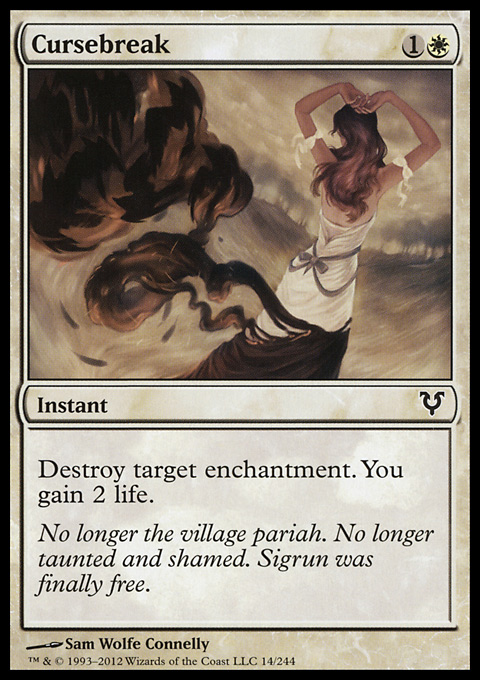 Cursebreak 1
Instant
Destroy target enchantment. You
gain 2 life.
No longer the village pariah. No longer
taunted and shamed. Sigrun was
finally free.
Sam Wolfe Connelly
™ & © 1993–2012 Wizards of the Coast LLC 14/244